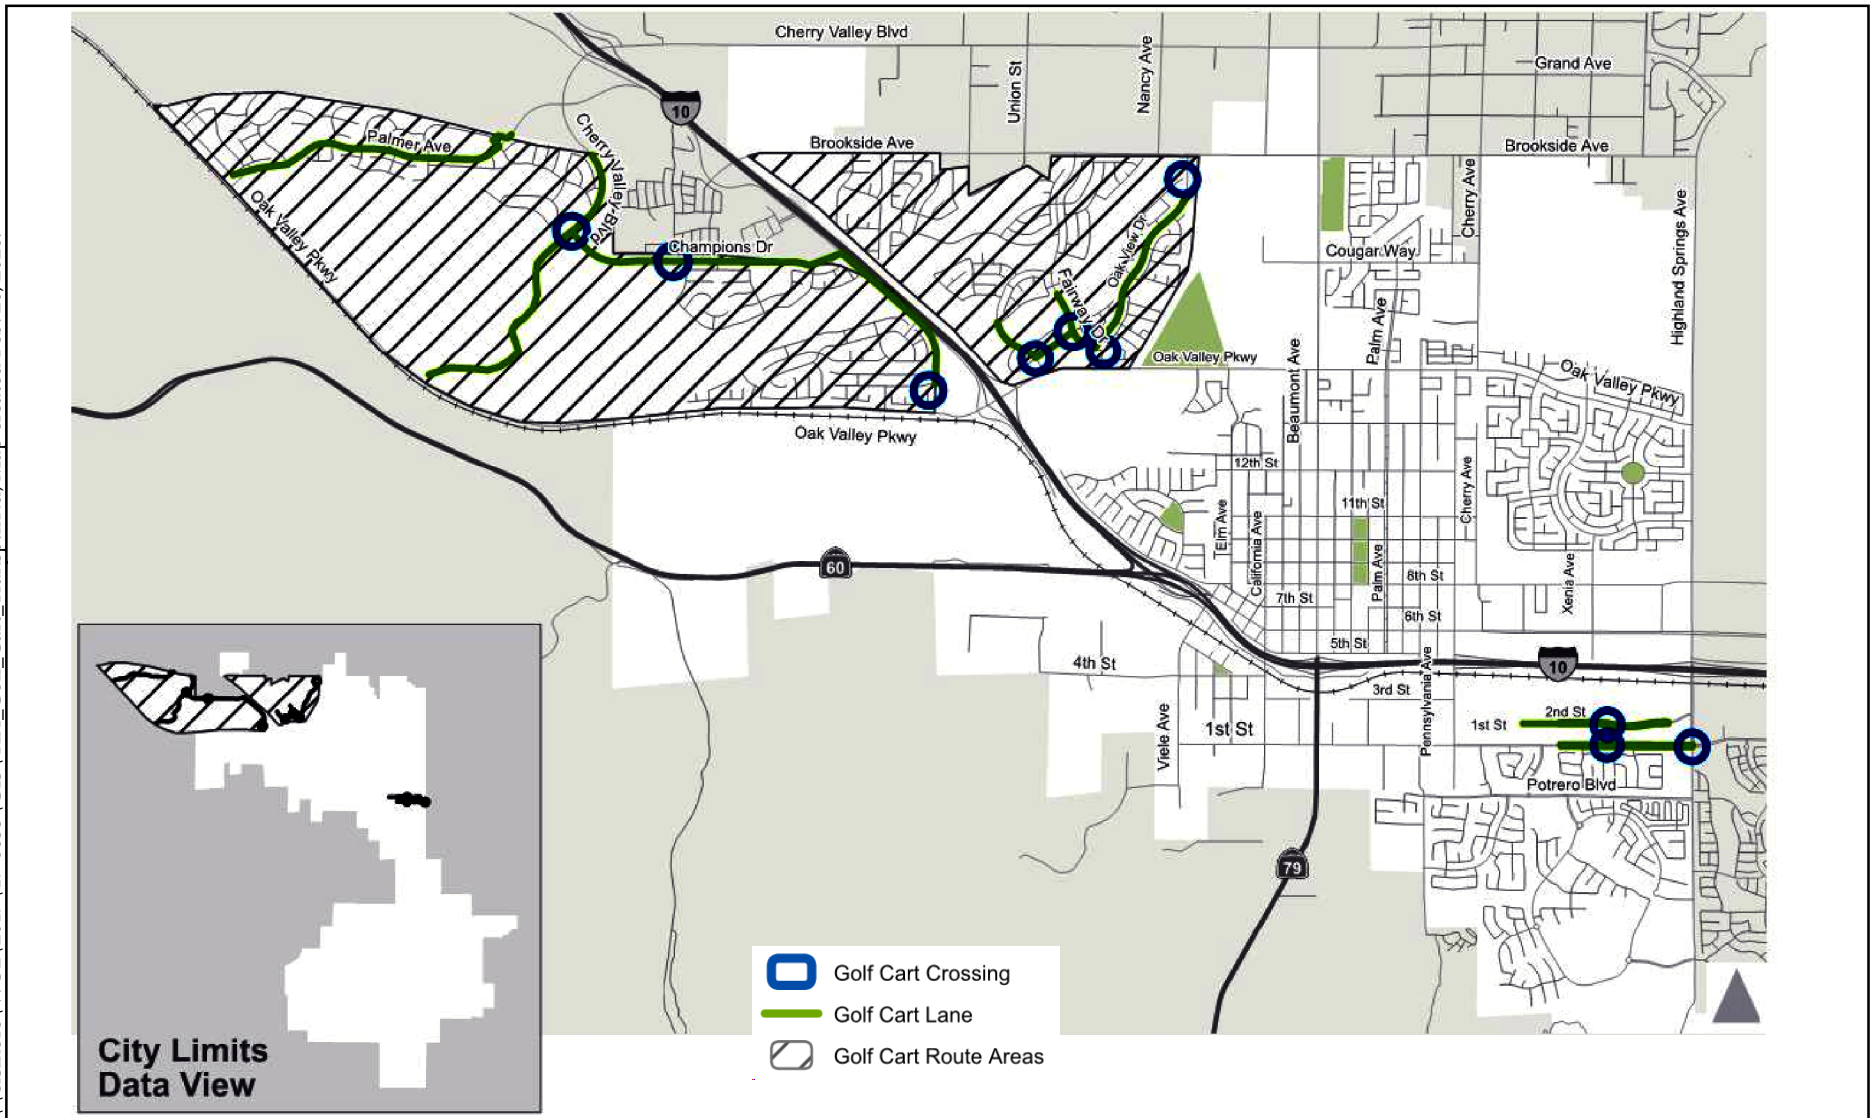 Cherry Valley Blvd
Grand Ave
Union St
Nancy Ave
10
Brookside Ave
Brookside Ave
Palmer Ave
Cherry Valley Blvd
Cherry Ave
Oak Valley Pkwy
Champions Dr
Oak View Dr
Cougar Way
Highland Springs Ave
Fairway Dr
Palm Ave
Oak Valley Pkwy
Beaumont Ave
Oak Valley Pkwy
Oak Valley Pkwy
12th St
Cherry Ave
11th St
Elm Ave
California Ave
60
Palm Ave
8th St
Xenia Ave
7th St
6th St
5th St
4th St
10
3rd St
Pennsylvania Ave
2nd St
1st St
1st St
Viele Ave
Potrero Blvd
79
Golf Cart Crossing
Golf Cart Lane
Golf Cart Route Areas
City Limits
Data View